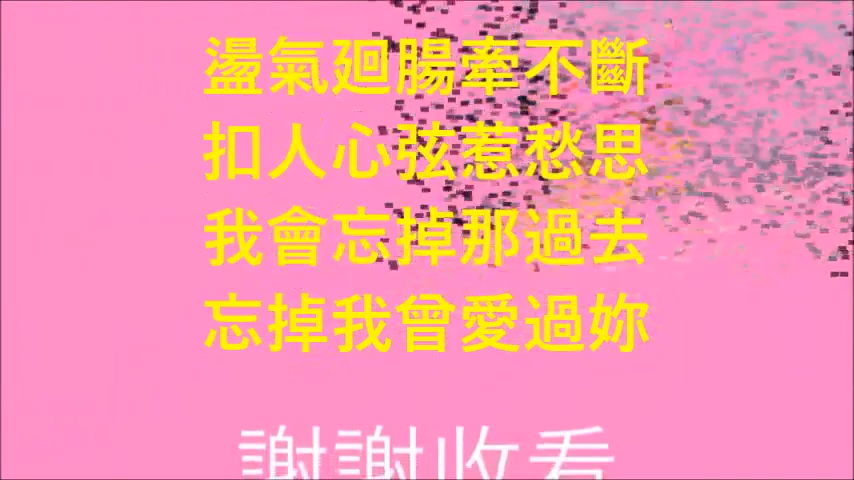 盪氣廻腸牽不斷
扣人心弦惹愁思
我會忘掉那過去
忘掉我曾愛過妳
謝謝收看